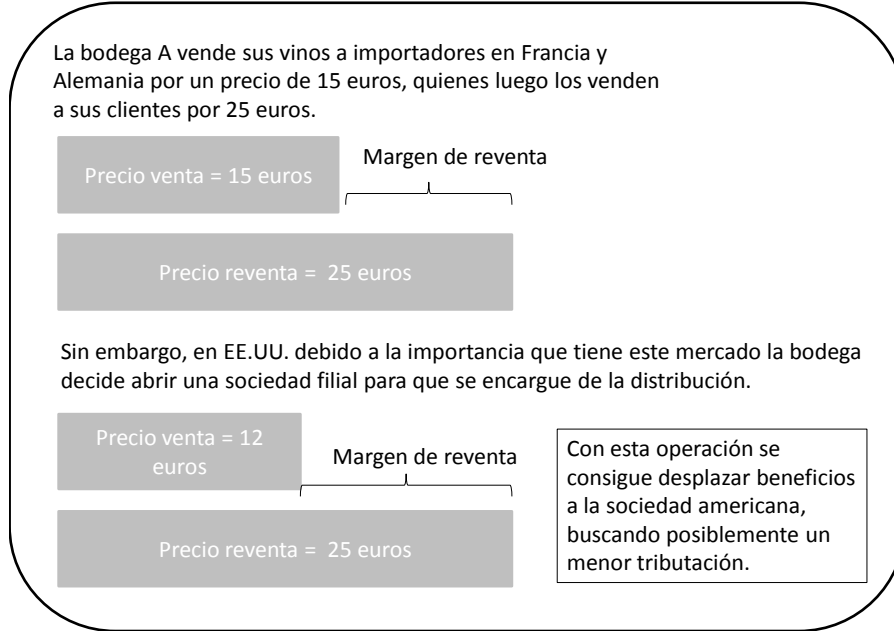 La bodega A vende sus vinos a importadores en Francia y
Alemania por un precio de 15 euros, quienes luego los venden
a sus clientes por 25 euros.
Precio venta = 15 euros
Margen de reventa
Precio reventa = 25 euros
Sin embargo, en EE.UU. debido a la importancia que tiene este mercado la bodega
decide abrir una sociedad filial para que se encargue de la distribución.
Precio venta = 12
euros
Margen de reventa
Precio reventa = 25 euros
Con esta operación se
consigue desplazar beneficios
a la sociedad americana,
buscando posiblemente un
menor tributación.